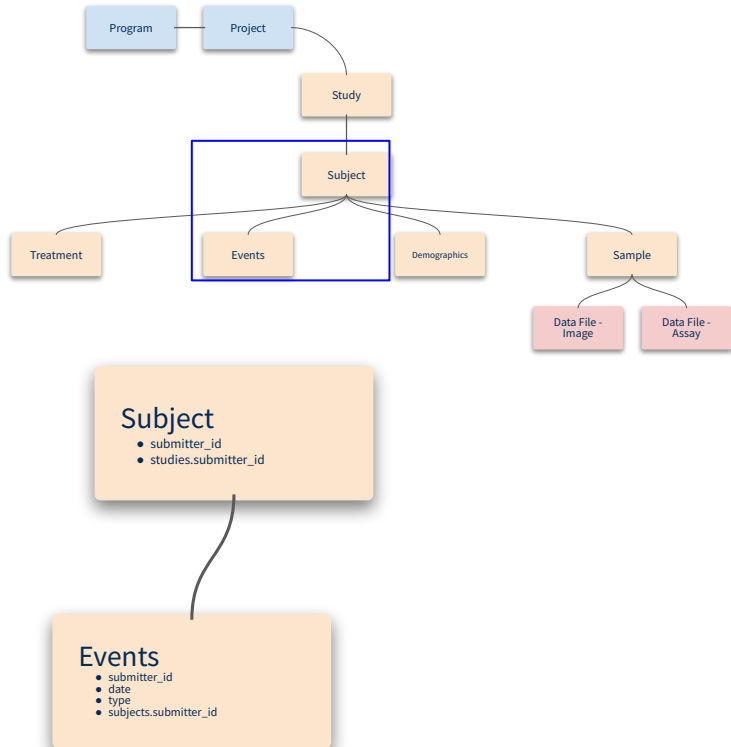 Program
Project
Study
Subject
Treatment
Events
Demographics
Sample
Data File -
Image
Data File -
Assay
Subject
● submitter_id
● studies.submitter_id
Events
● submitter_id
● date
● type
● subjects.submitter_id